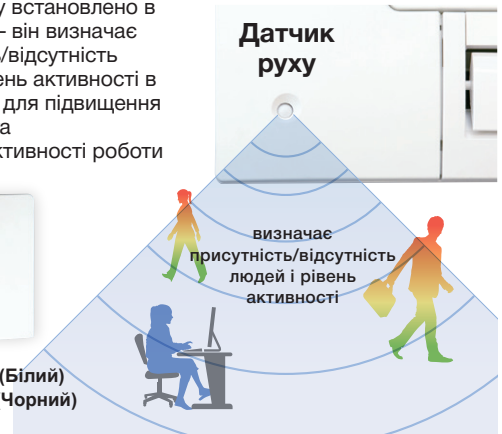 у встановлено в
– він визначає
ь/відсутність
ень активності в
для підвищення
а
ктивності роботи
Датчик
руху
визначає
присутність/відсутність
людей і рівень
активності
(Білий)
Чорний)